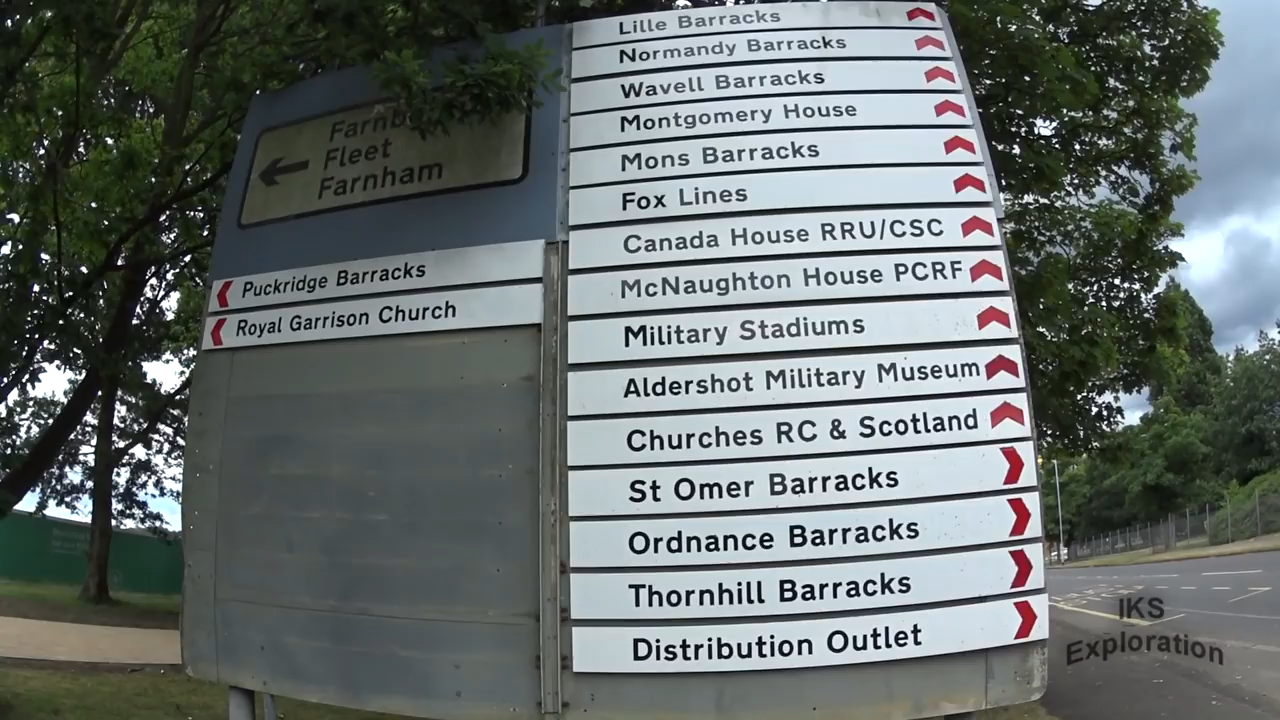 Fleet
Farnham
Puckridge Barracks
Royal Garrison Church
Lille Barracks
Normandy Barracks
Wavell Barracks
Montgomery House
Mons Barracks
Fox Lines
Canada House RRU/CSC
McNaughton House PCRF
Military Stadiums
Aldershot Military Museum
Churches RC & Scotland
St Omer Barracks
Ordnance Barracks
Thornhill Barracks
Distribution Outlet
IKS
Exploration